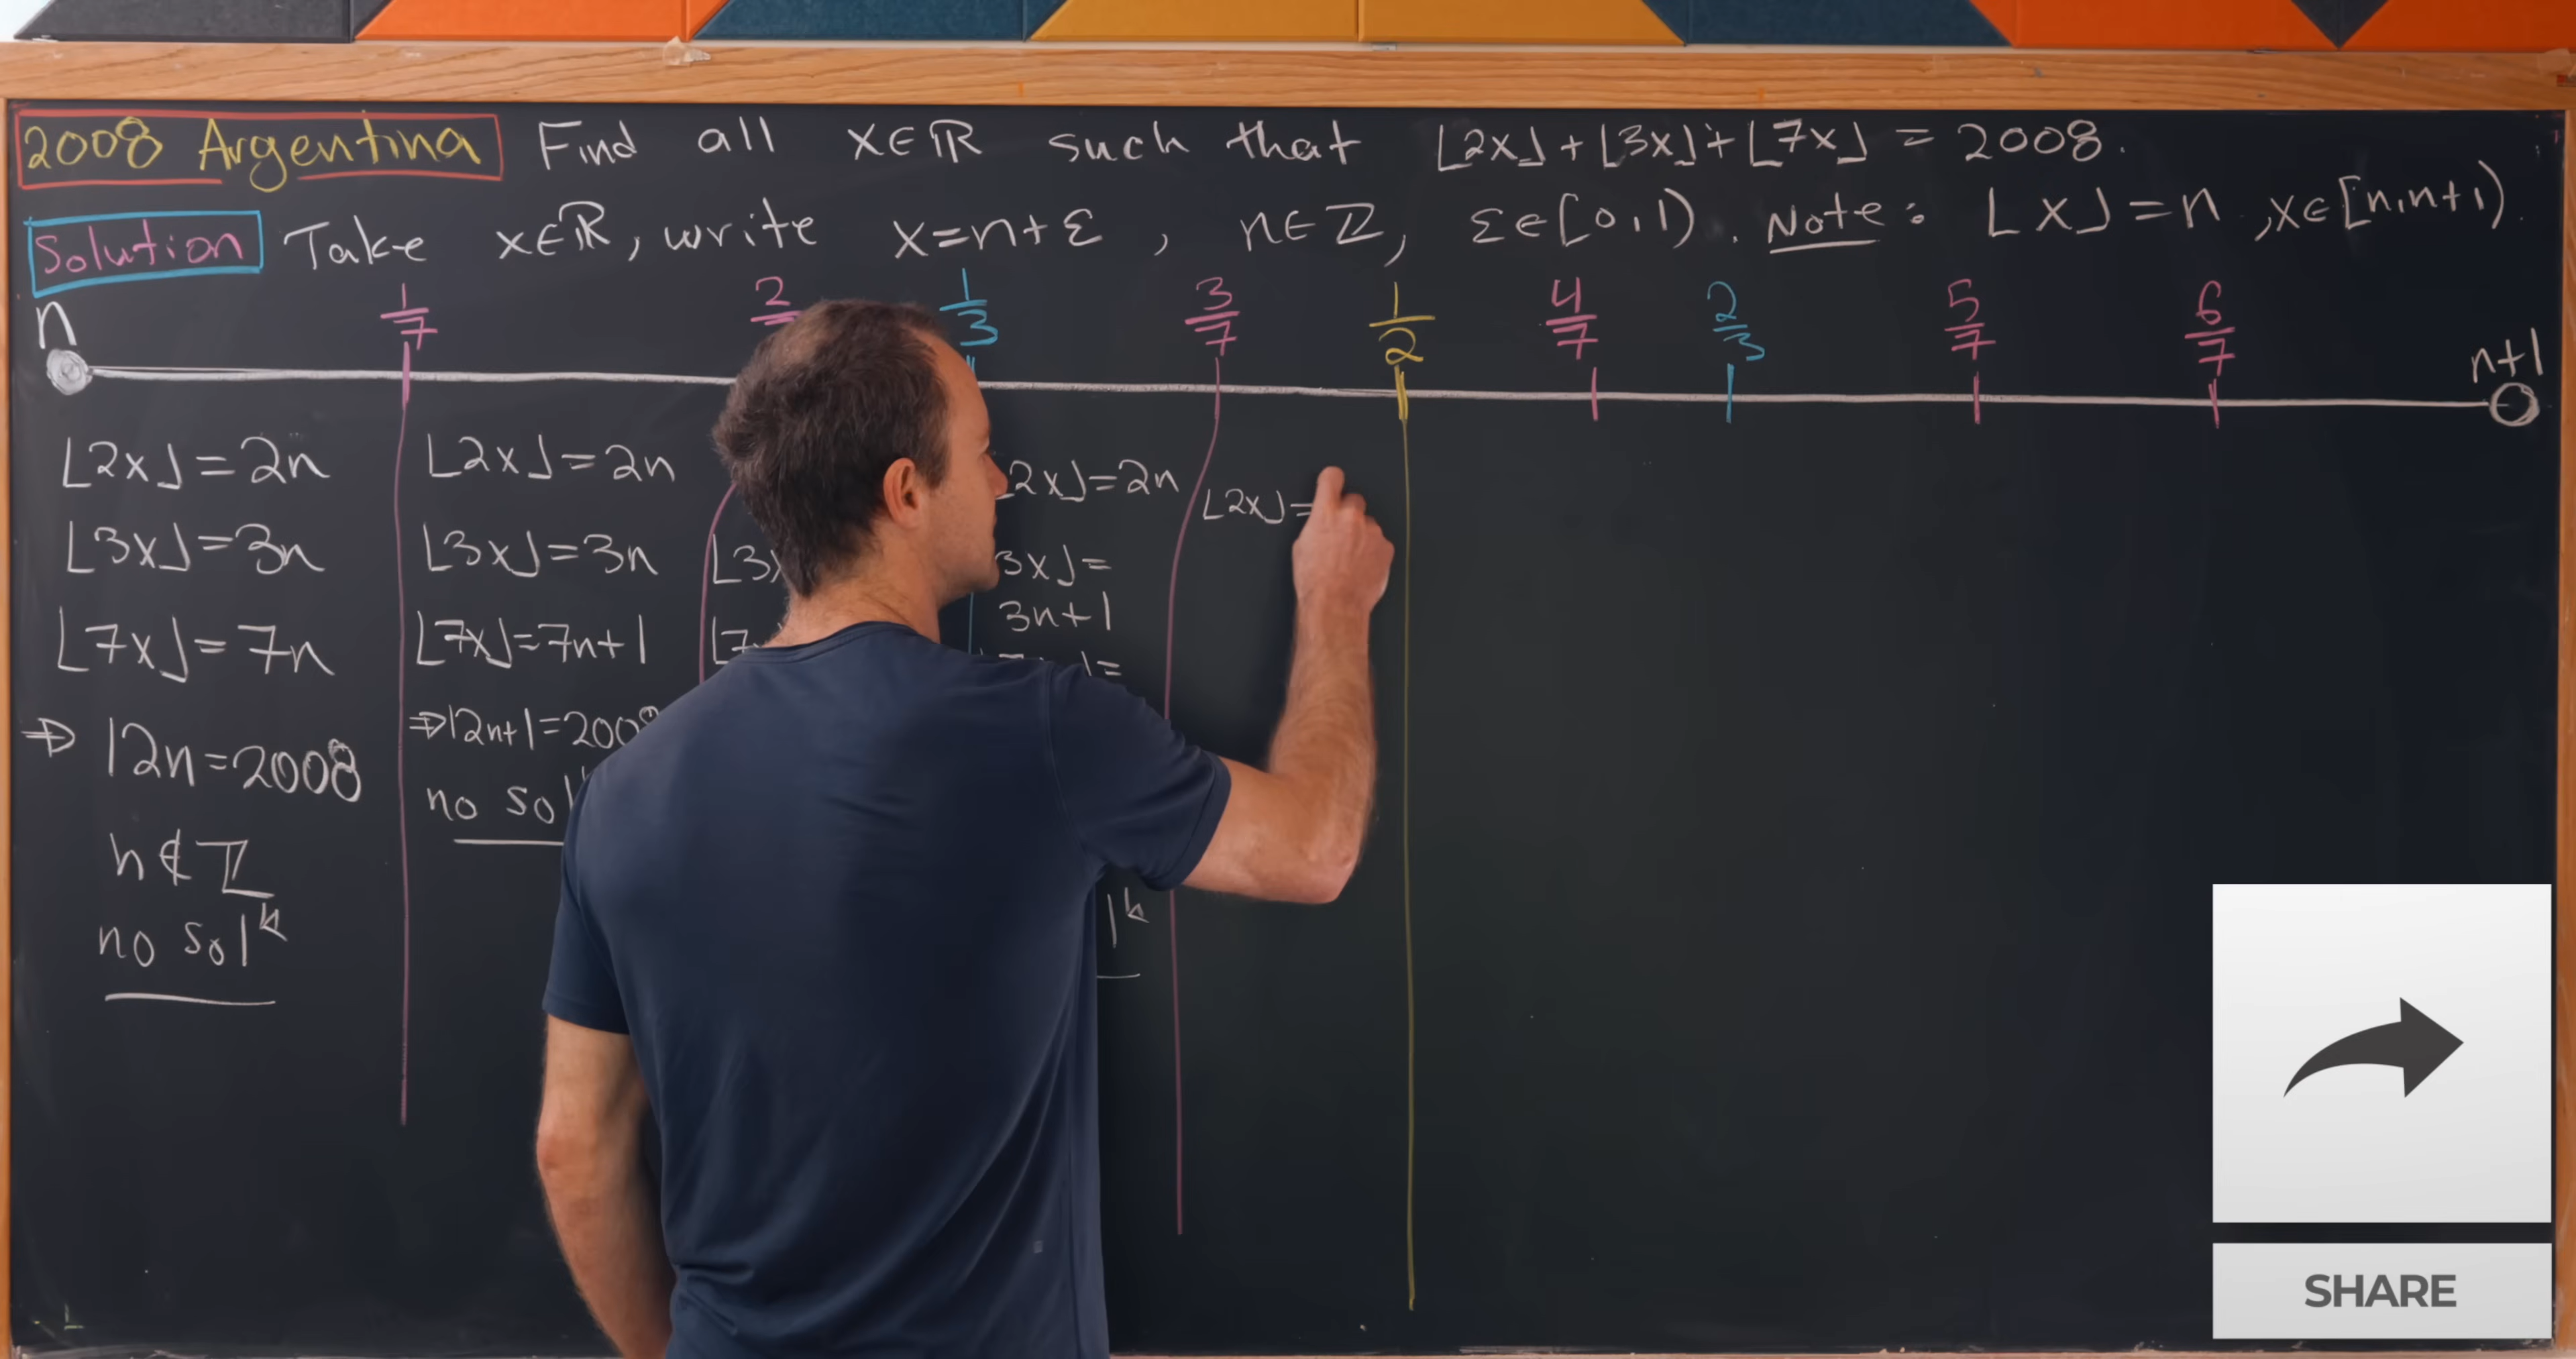 2008 Argentina Find all x∈ℝ such that ⌊2x⌋+⌊3x⌋+⌊7x⌋ = 2008.
Solution Take x∈ℝ, write x=n+ε, n∈ℤ, ε∈[0,1). Note: ⌊x⌋=n, x∈[n,n+1).
n 1/7 2 1/3 3/7 1/2 4/7 2/3 5/7 6/7 n+1
⌊2x⌋=2n
⌊3x⌋=3n
⌊7x⌋=7n
⇒ 12n=2008
n∉ℤ
no solⁿ
⌊2x⌋=2n
⌊3x⌋=3n
⌊7x⌋=7n+1
⇒12n+1=2008
no sol
⌊3x
⌊7
⌊2x⌋=2n
3x⌋=
3n+1
⌊2x⌋=
SHARE